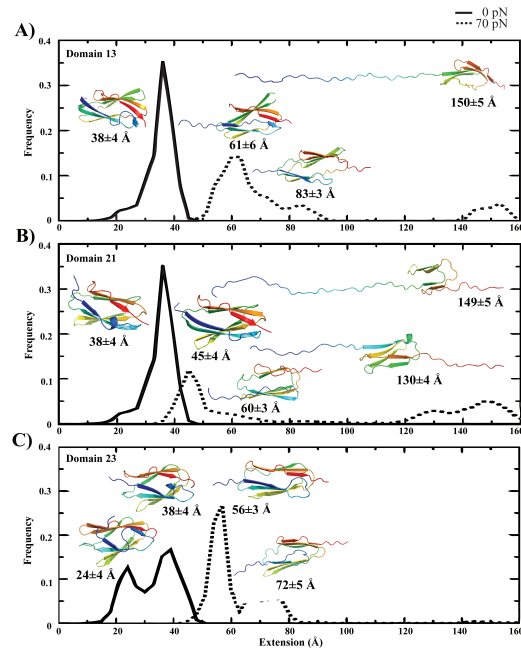 0 pN
70 pN
A)
0.4
Domain 13
0.3
150±5 Å
38±4 Å
61±6 Å
0.2
Frequency
83±3 Å
0.1
0
0 20 40 60 80 100 120 140 160
B)
0.4
Domain 21
0.3
149±5 Å
38±4 Å
45±4 Å
0.2
Frequency
130±4 Å
0.1
60±3 Å
0
0 20 40 60 80 100 120 140 160
C)
0.4
Domain 23
0.3
38±4 Å
56±3 Å
0.2
Frequency
24±4 Å
72±5 Å
0.1
0
0 20 40 60 80 100 120 140 160
Extension (Å)